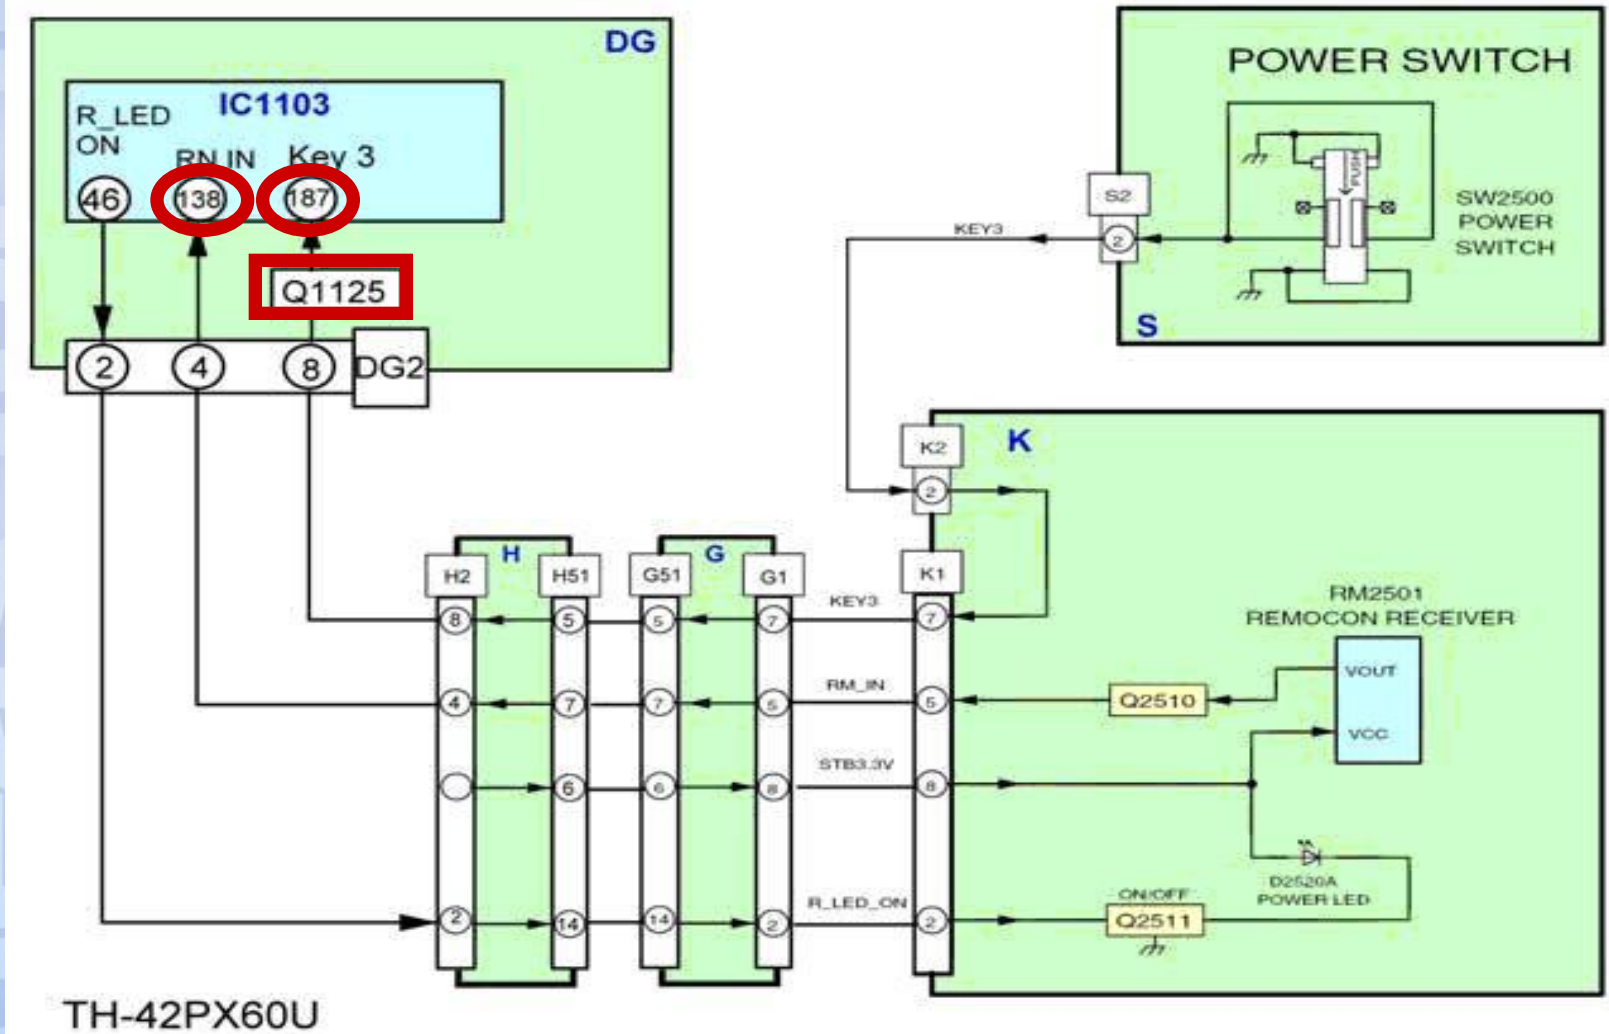 DG
IC1103
R_LED
ON
RN IN
Key 3
46
138
187
Q1125
2
4
8
DG2
POWER SWITCH
PUSH
SW2500
POWER
SWITCH
S2
2
KEY3
S
K2
2
K
K1
7
5
8
2
H
H2
H51
8
5
4
7
6
2
14
G
G51
G1
5
7
7
5
6
8
14
2
KEY3
RM_IN
STB3.3V
R_LED_ON
RM2501
REMOCON RECEIVER
VOUT
VCC
Q2510
D2520A
POWER LED
ON/OFF
Q2511
TH-42PX60U